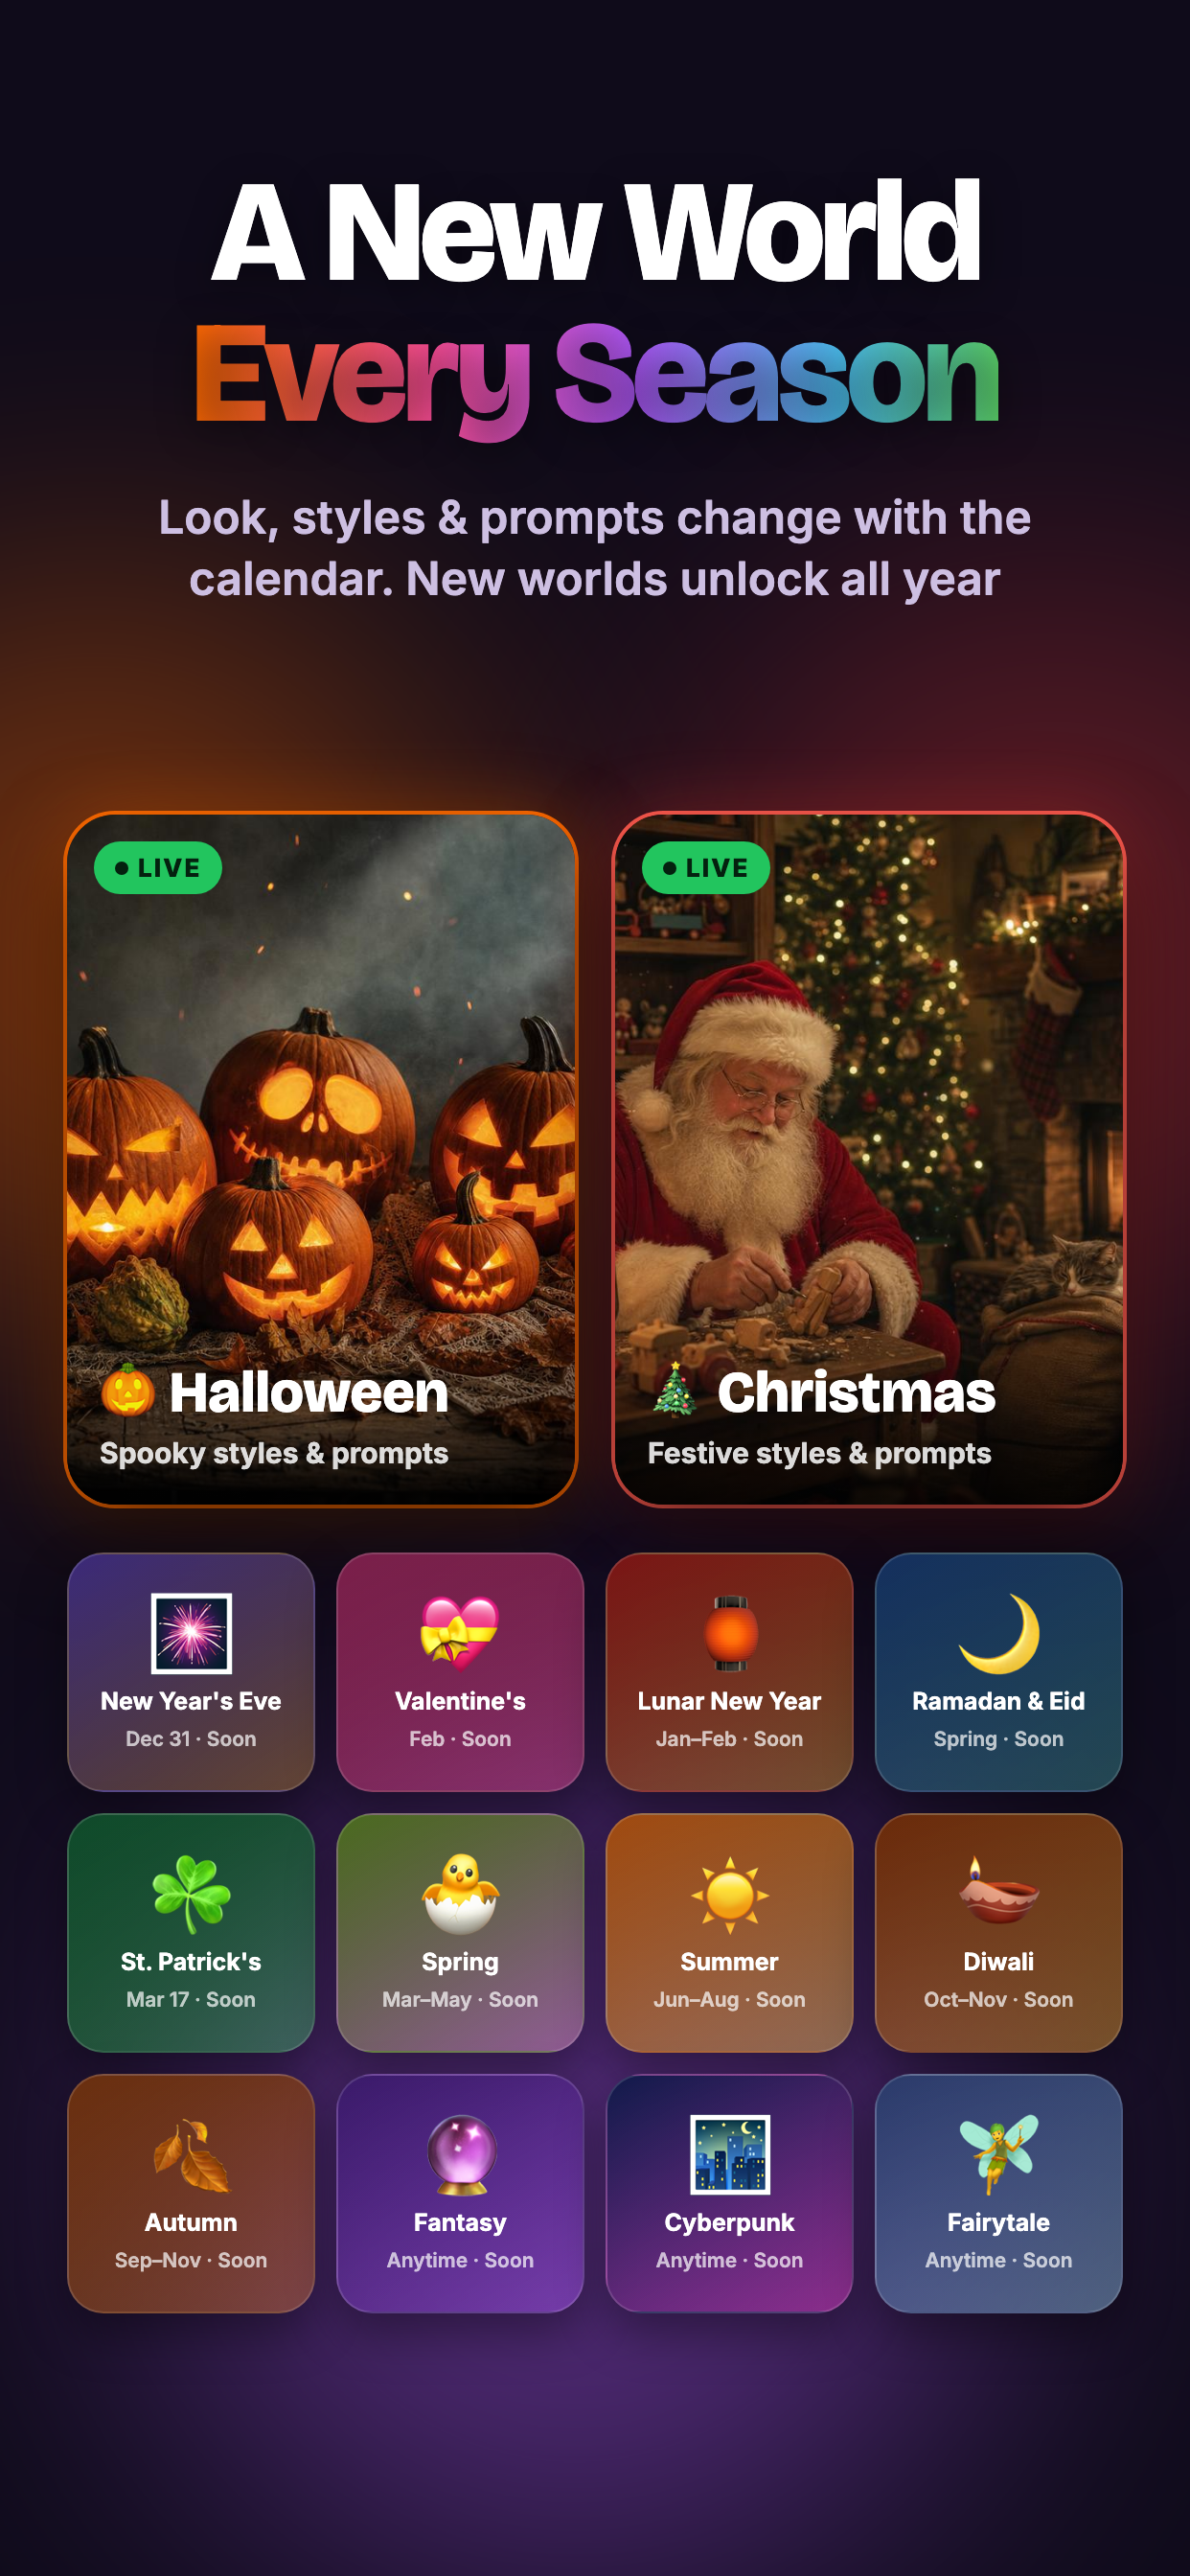 A New World
Every Season
Look, styles & prompts change with the
calendar. New worlds unlock all year
LIVE
LIVE
Halloween
Spooky styles & prompts
Christmas
Festive styles & prompts
New Year's Eve
Dec 31 · Soon
Valentine's
Feb · Soon
Lunar New Year
Jan–Feb · Soon
Ramadan & Eid
Spring · Soon
St. Patrick's
Mar 17 · Soon
Spring
Mar–May · Soon
Summer
Jun–Aug · Soon
Diwali
Oct–Nov · Soon
Autumn
Sep–Nov · Soon
Fantasy
Anytime · Soon
Cyberpunk
Anytime · Soon
Fairytale
Anytime · Soon